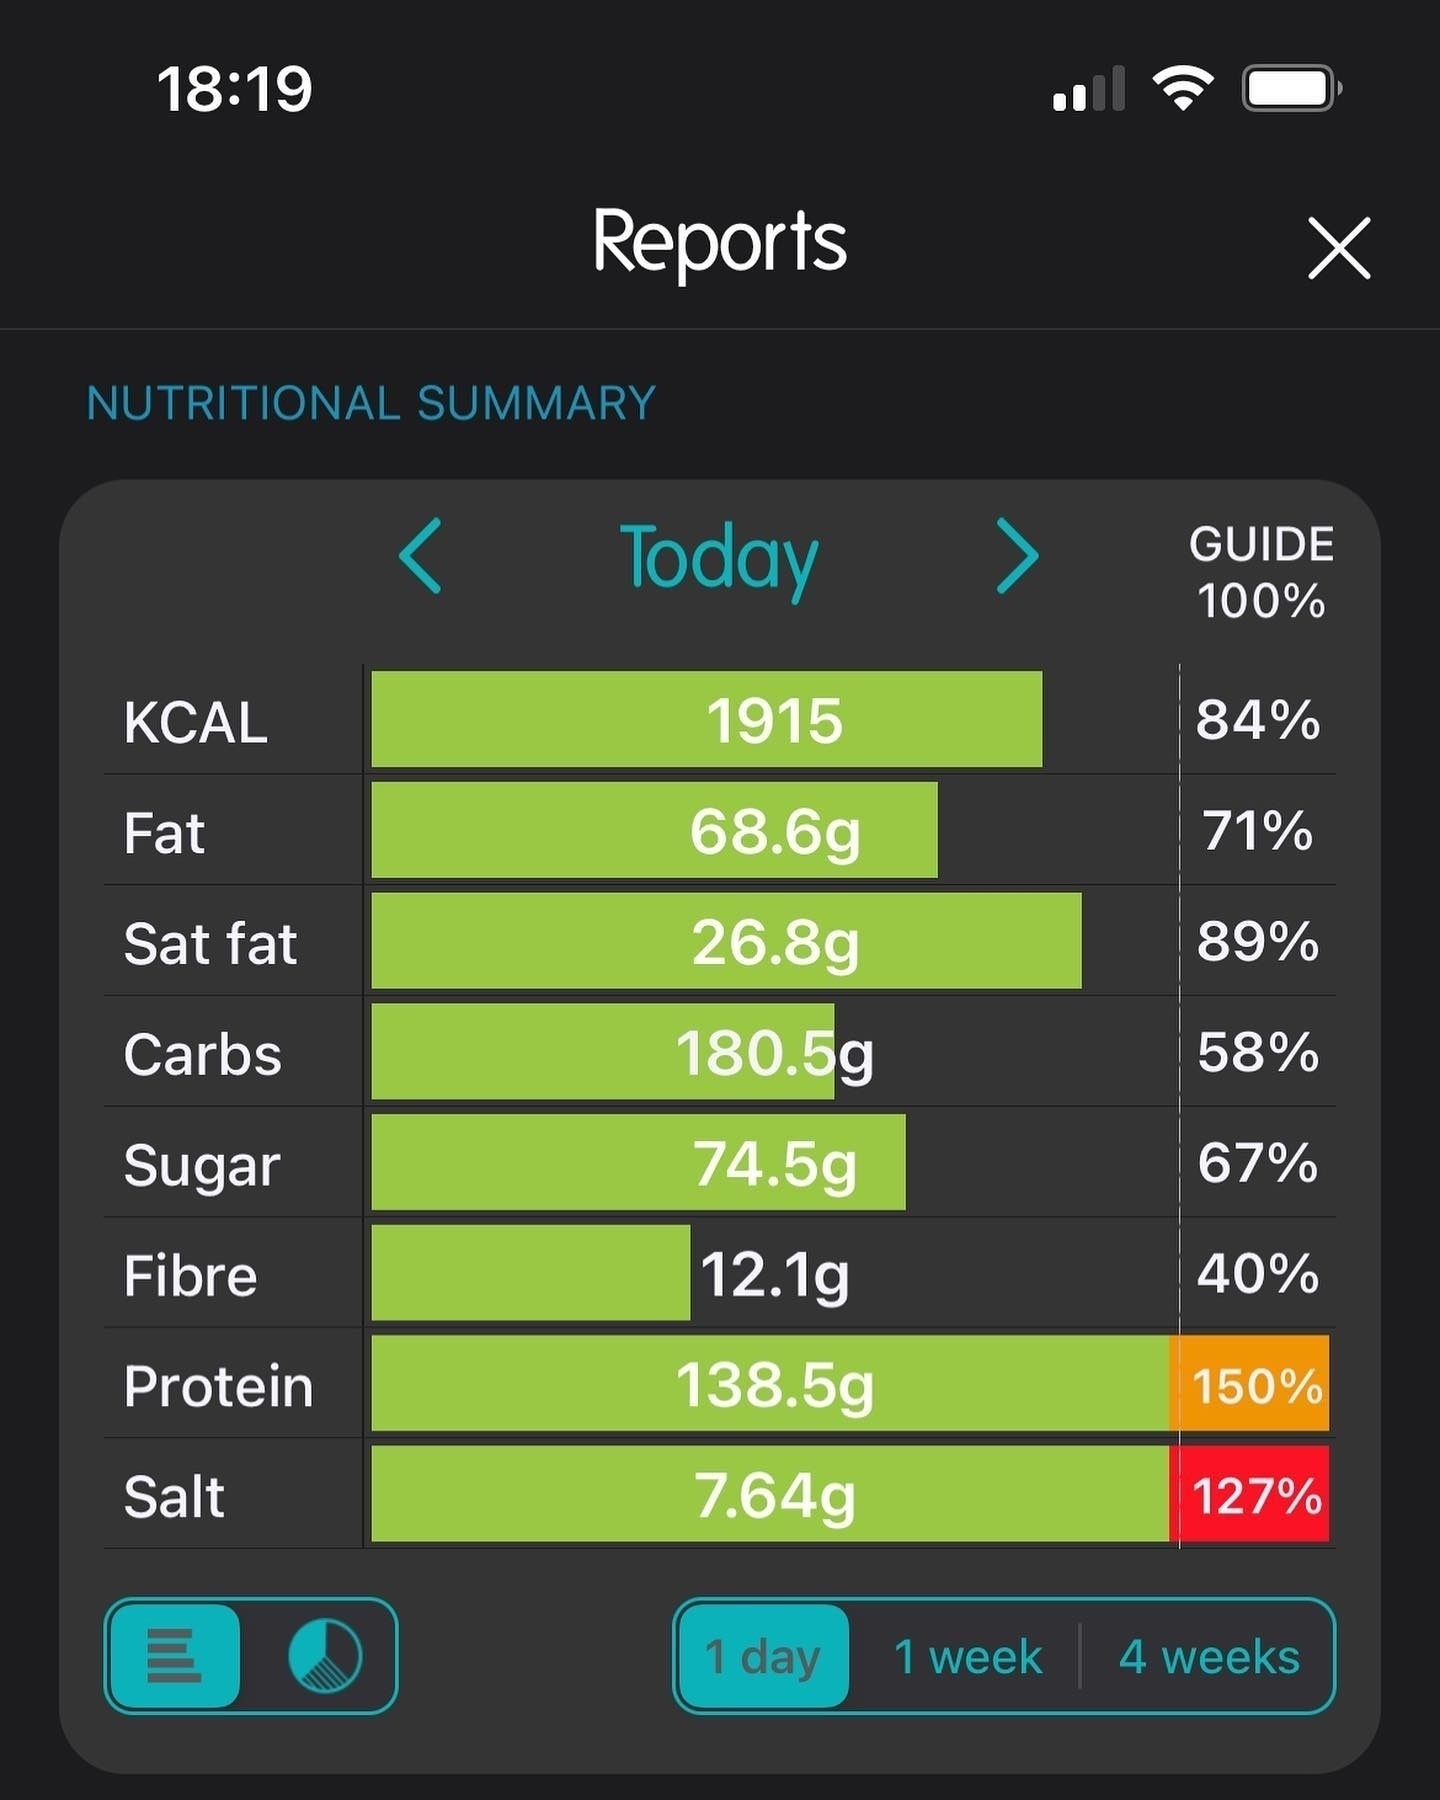 18:19
Reports
NUTRITIONAL SUMMARY
Today
GUIDE
100%
KCAL 1915 84%
Fat 68.6g 71%
Sat fat 26.8g 89%
Carbs 180.5g 58%
Sugar 74.5g 67%
Fibre 12.1g 40%
Protein 138.5g 150%
Salt 7.64g 127%
1 day 1 week 4 weeks